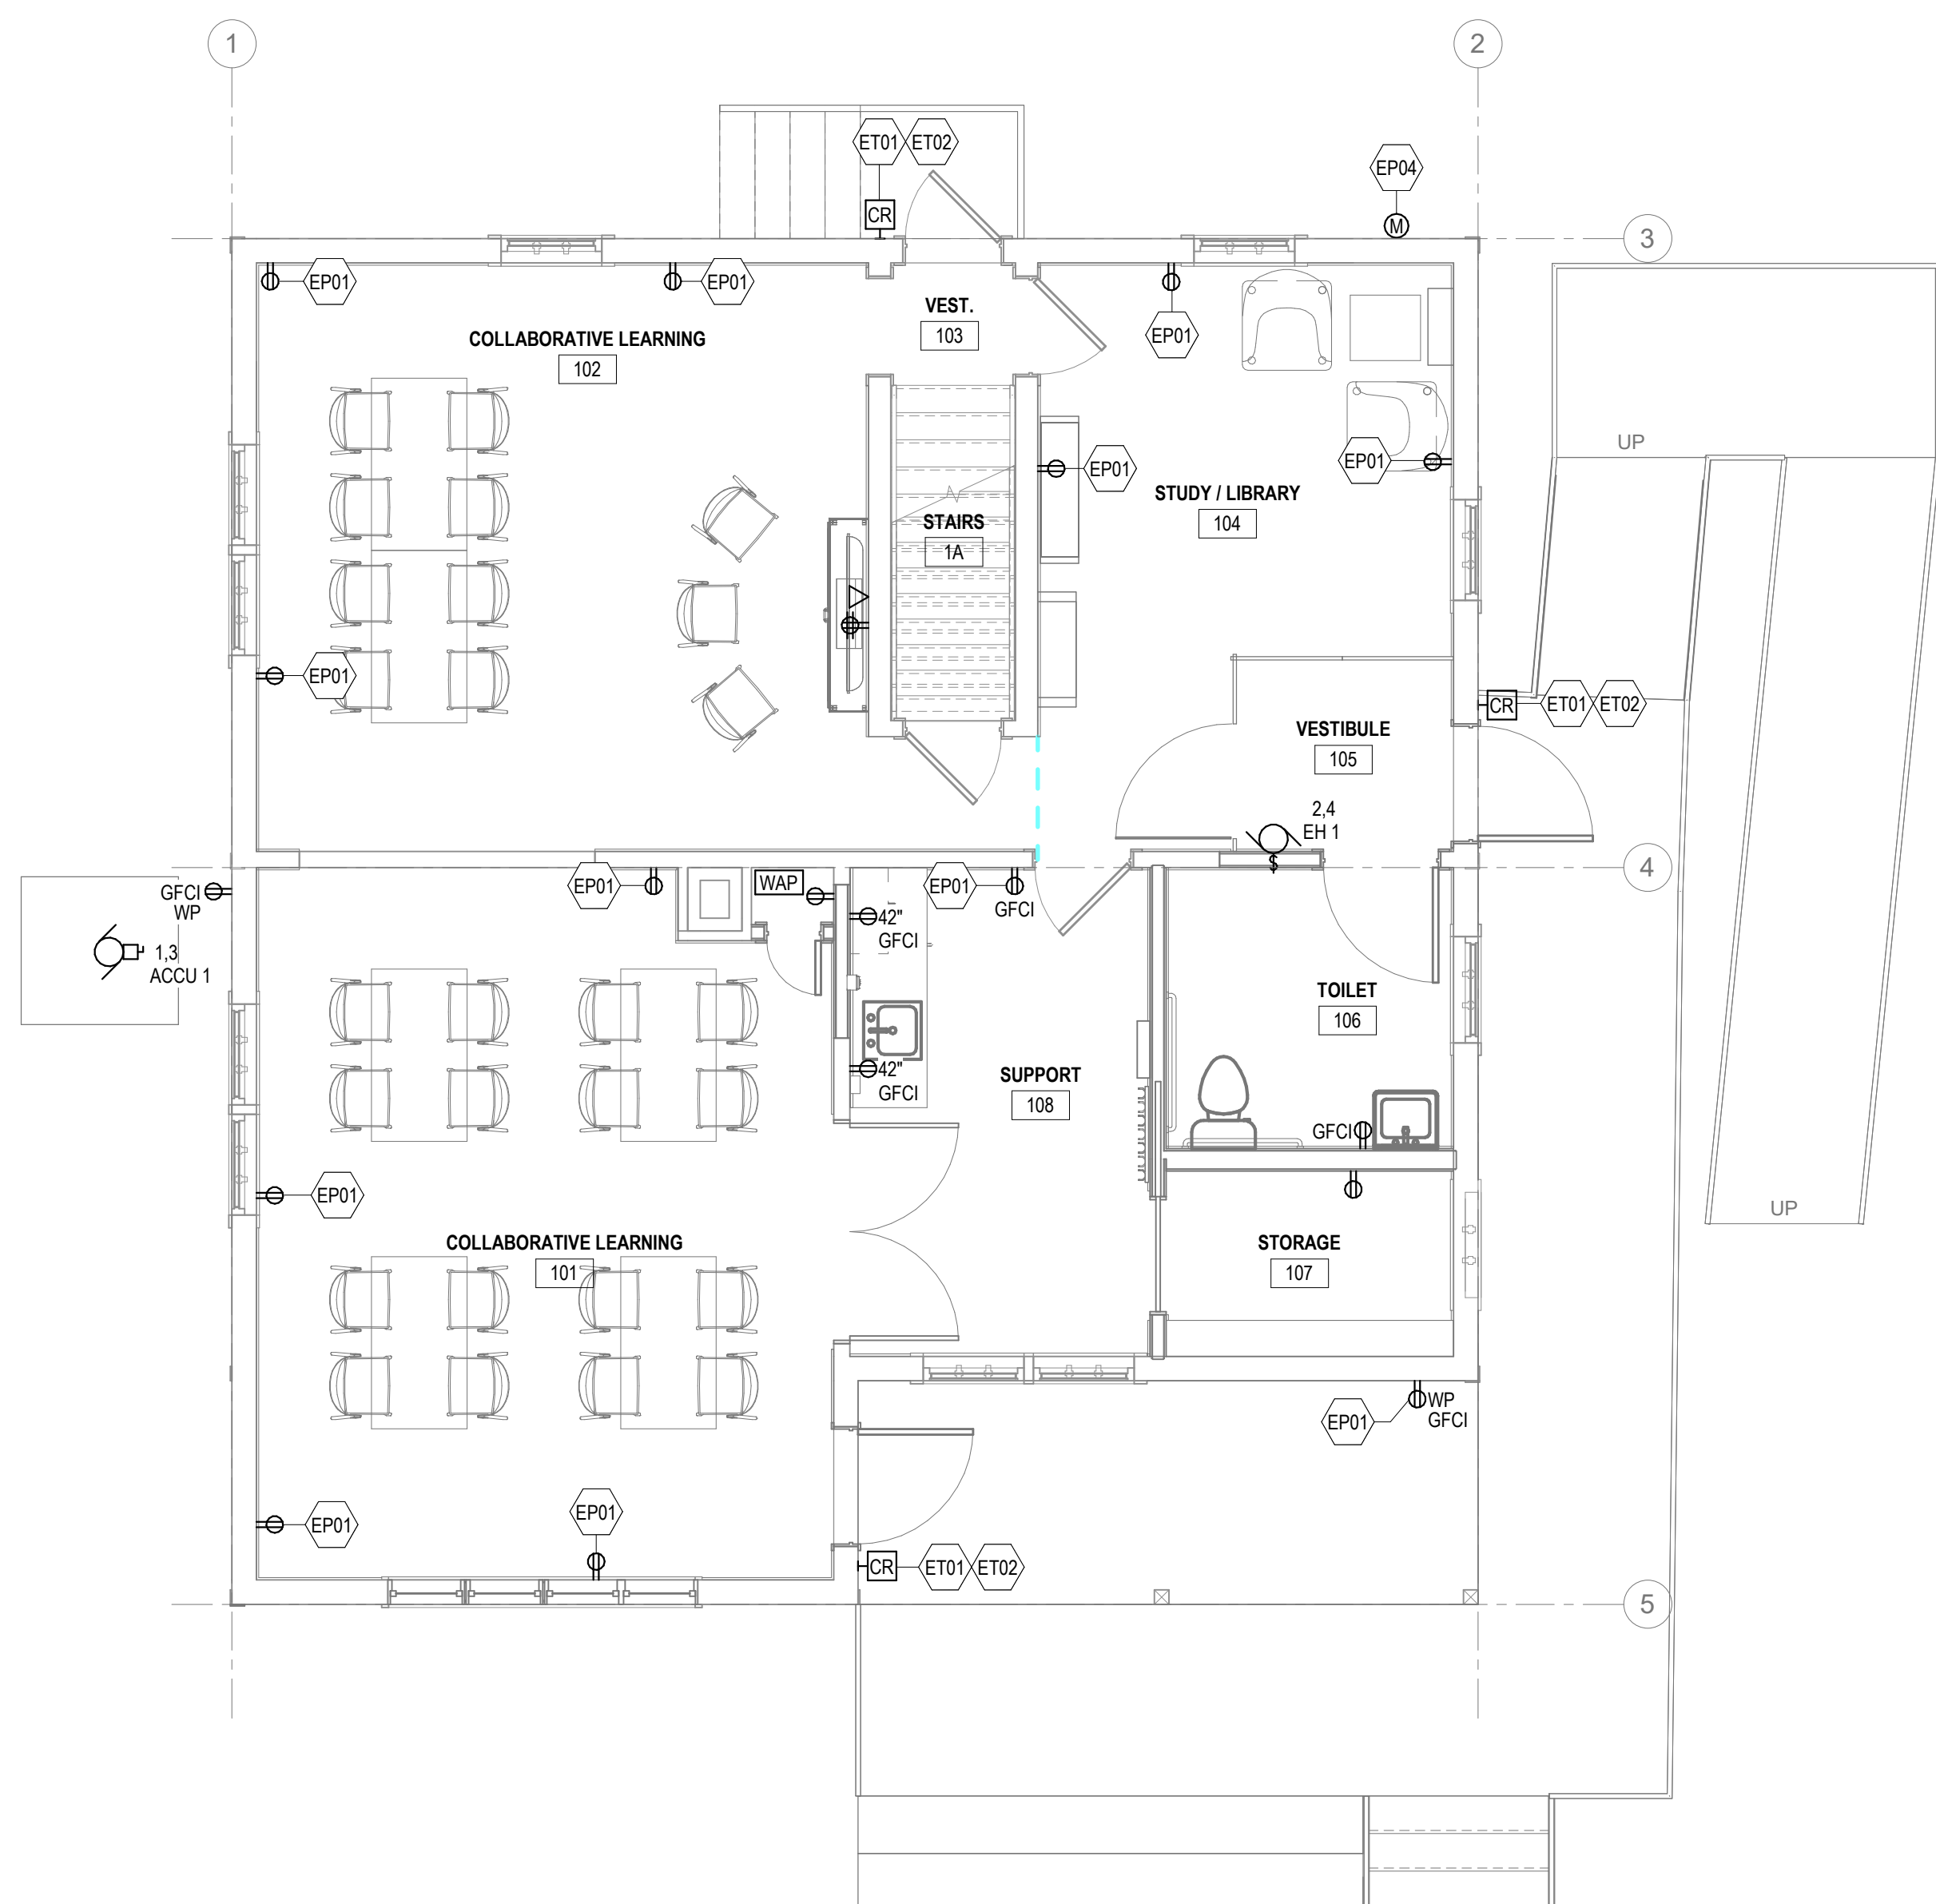 1
2
ET01 ET02
EP04
CR
M
3
EP01
EP01
VEST.
103
COLLABORATIVE LEARNING
102
EP01
UP
EP01
EP01
STUDY / LIBRARY
104
STAIRS
1A
EP01
CR ET01 ET02
VESTIBULE
105
2,4
EH 1
$
4
GFCI
WP
EP01
WAP
EP01
GFCI
42"
GFCI
1,3
ACCU 1
TOILET
106
42"
GFCI
SUPPORT
108
GFCI
EP01
UP
COLLABORATIVE LEARNING
101
STORAGE
107
EP01
WP
GFCI
EP01
EP01
CR ET01 ET02
5